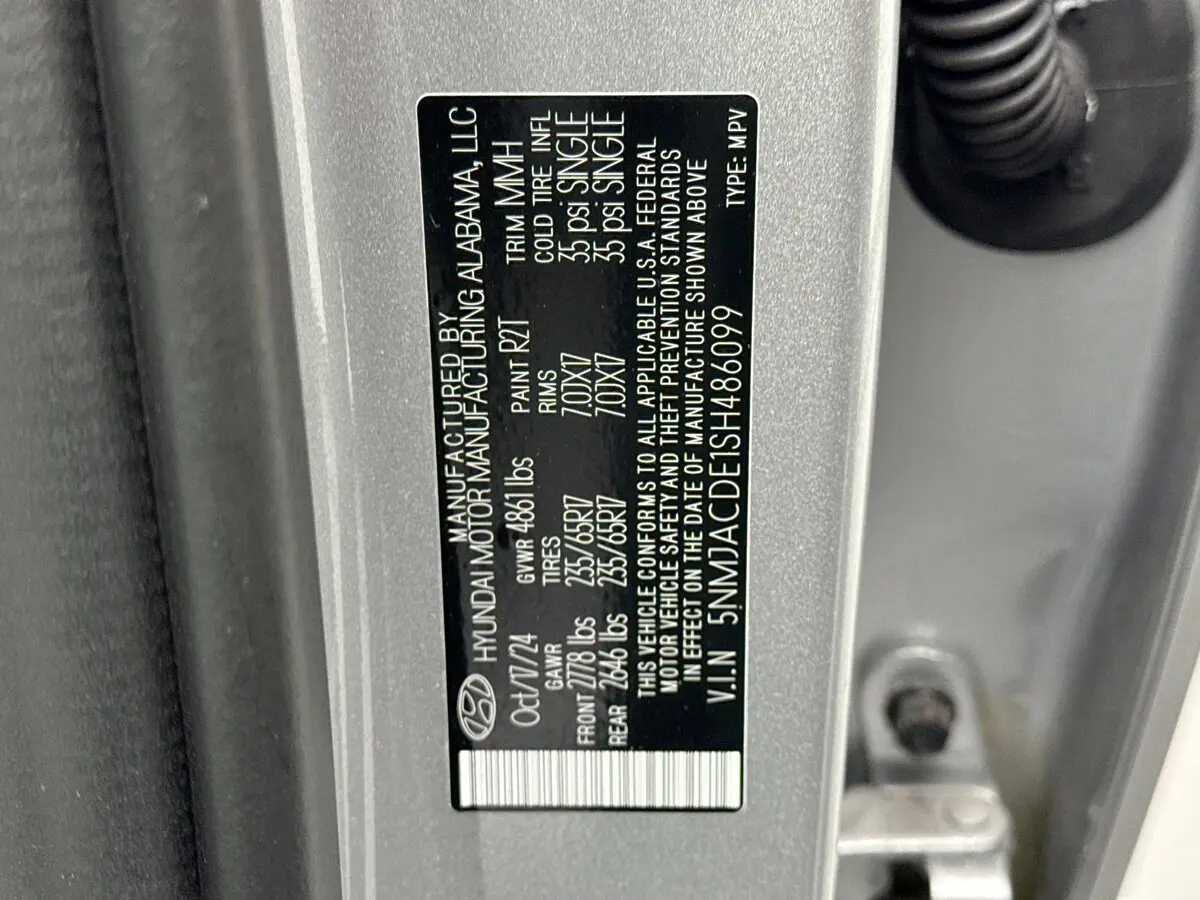 MANUFACTURED BY
HYUNDAI MOTOR MANUFACTURING ALABAMA, LLC
Oct/17/24 GVWR 4861 lbs PAINT R2T TRIM MMH
GAWR TIRES RIMS COLD TIRE INFL
FRONT 2778 lbs 235/65R17 7.0JX17 35 psi SINGLE
REAR 2646 lbs 235/65R17 7.0JX17 35 psi SINGLE
THIS VEHICLE CONFORMS TO ALL APPLICABLE U.S.A. FEDERAL
MOTOR VEHICLE SAFETY AND THEFT PREVENTION STANDARDS
IN EFFECT ON THE DATE OF MANUFACTURE SHOWN ABOVE
V.I.N 5NMJACDE1SH486099 TYPE: MPV